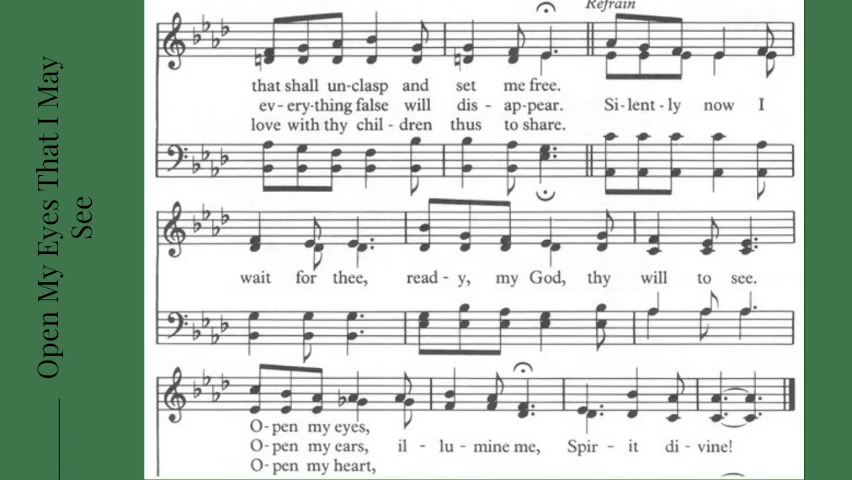 Open My Eyes That I May
See
Refrain
that shall un-clasp and set me free.
ev-ery-thing false will dis - ap-pear. Si-lent-ly now I
love with thy chil-dren thus to share.
wait for thee, read-y, my God, thy will to see.
O-pen my eyes,
O-pen my ears, il - lu-mine me, Spir - it di-vine!
O-pen my heart,